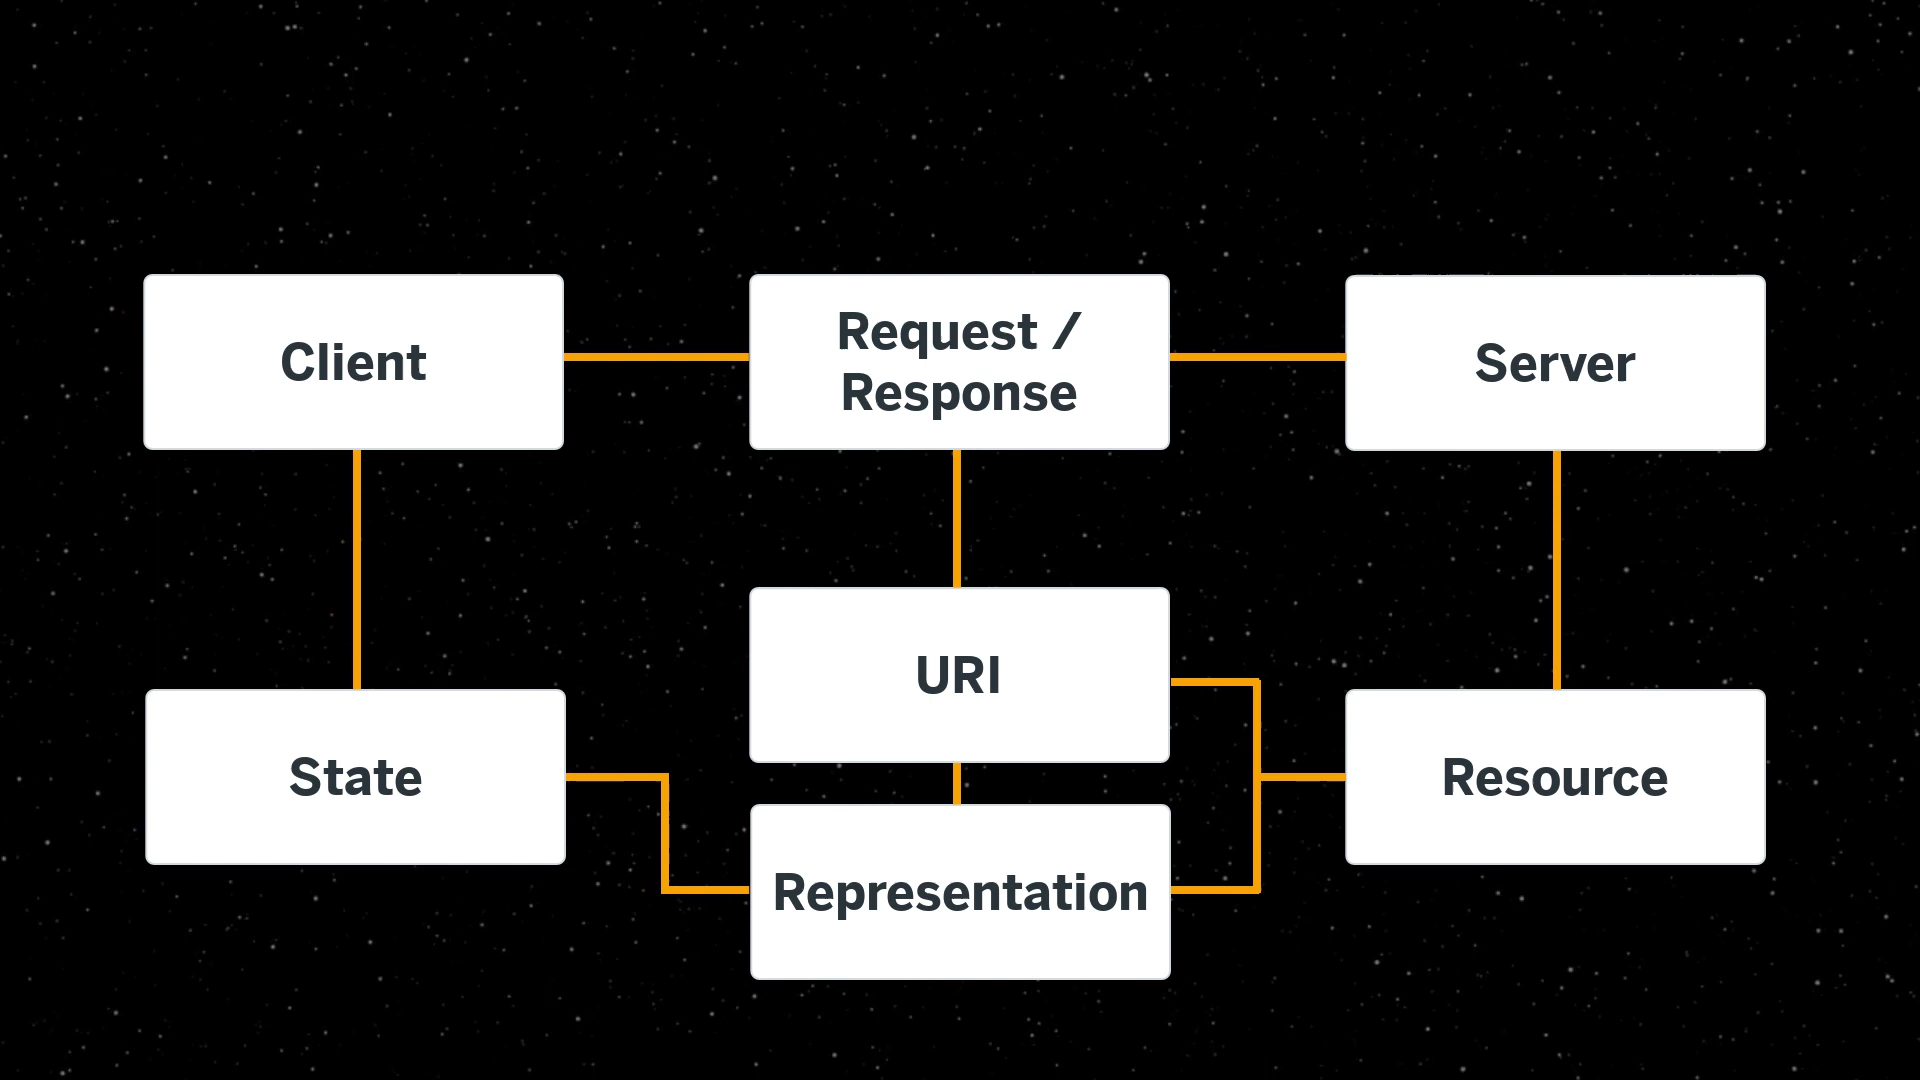 Client
Request /
Response
Server
URI
State
Resource
Representation